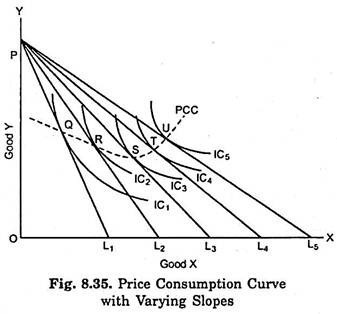 Y
P
Good Y
Q
R
S
T
U
PCC
IC5
IC4
IC3
IC2
IC1
O
L1
L2
L3
L4
L5
X
Good X
Fig. 8.35. Price Consumption Curve
with Varying Slopes